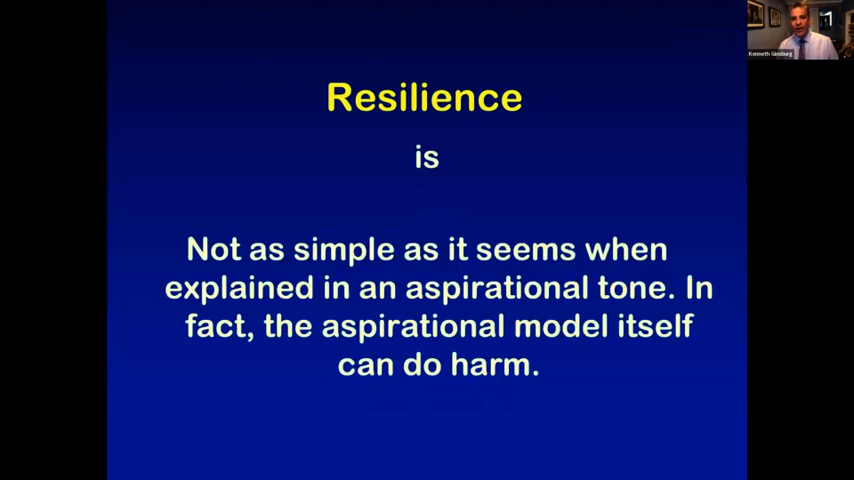 Kenneth Ginsburg
Resilience
is
Not as simple as it seems when
explained in an aspirational tone. In
fact, the aspirational model itself
can do harm.